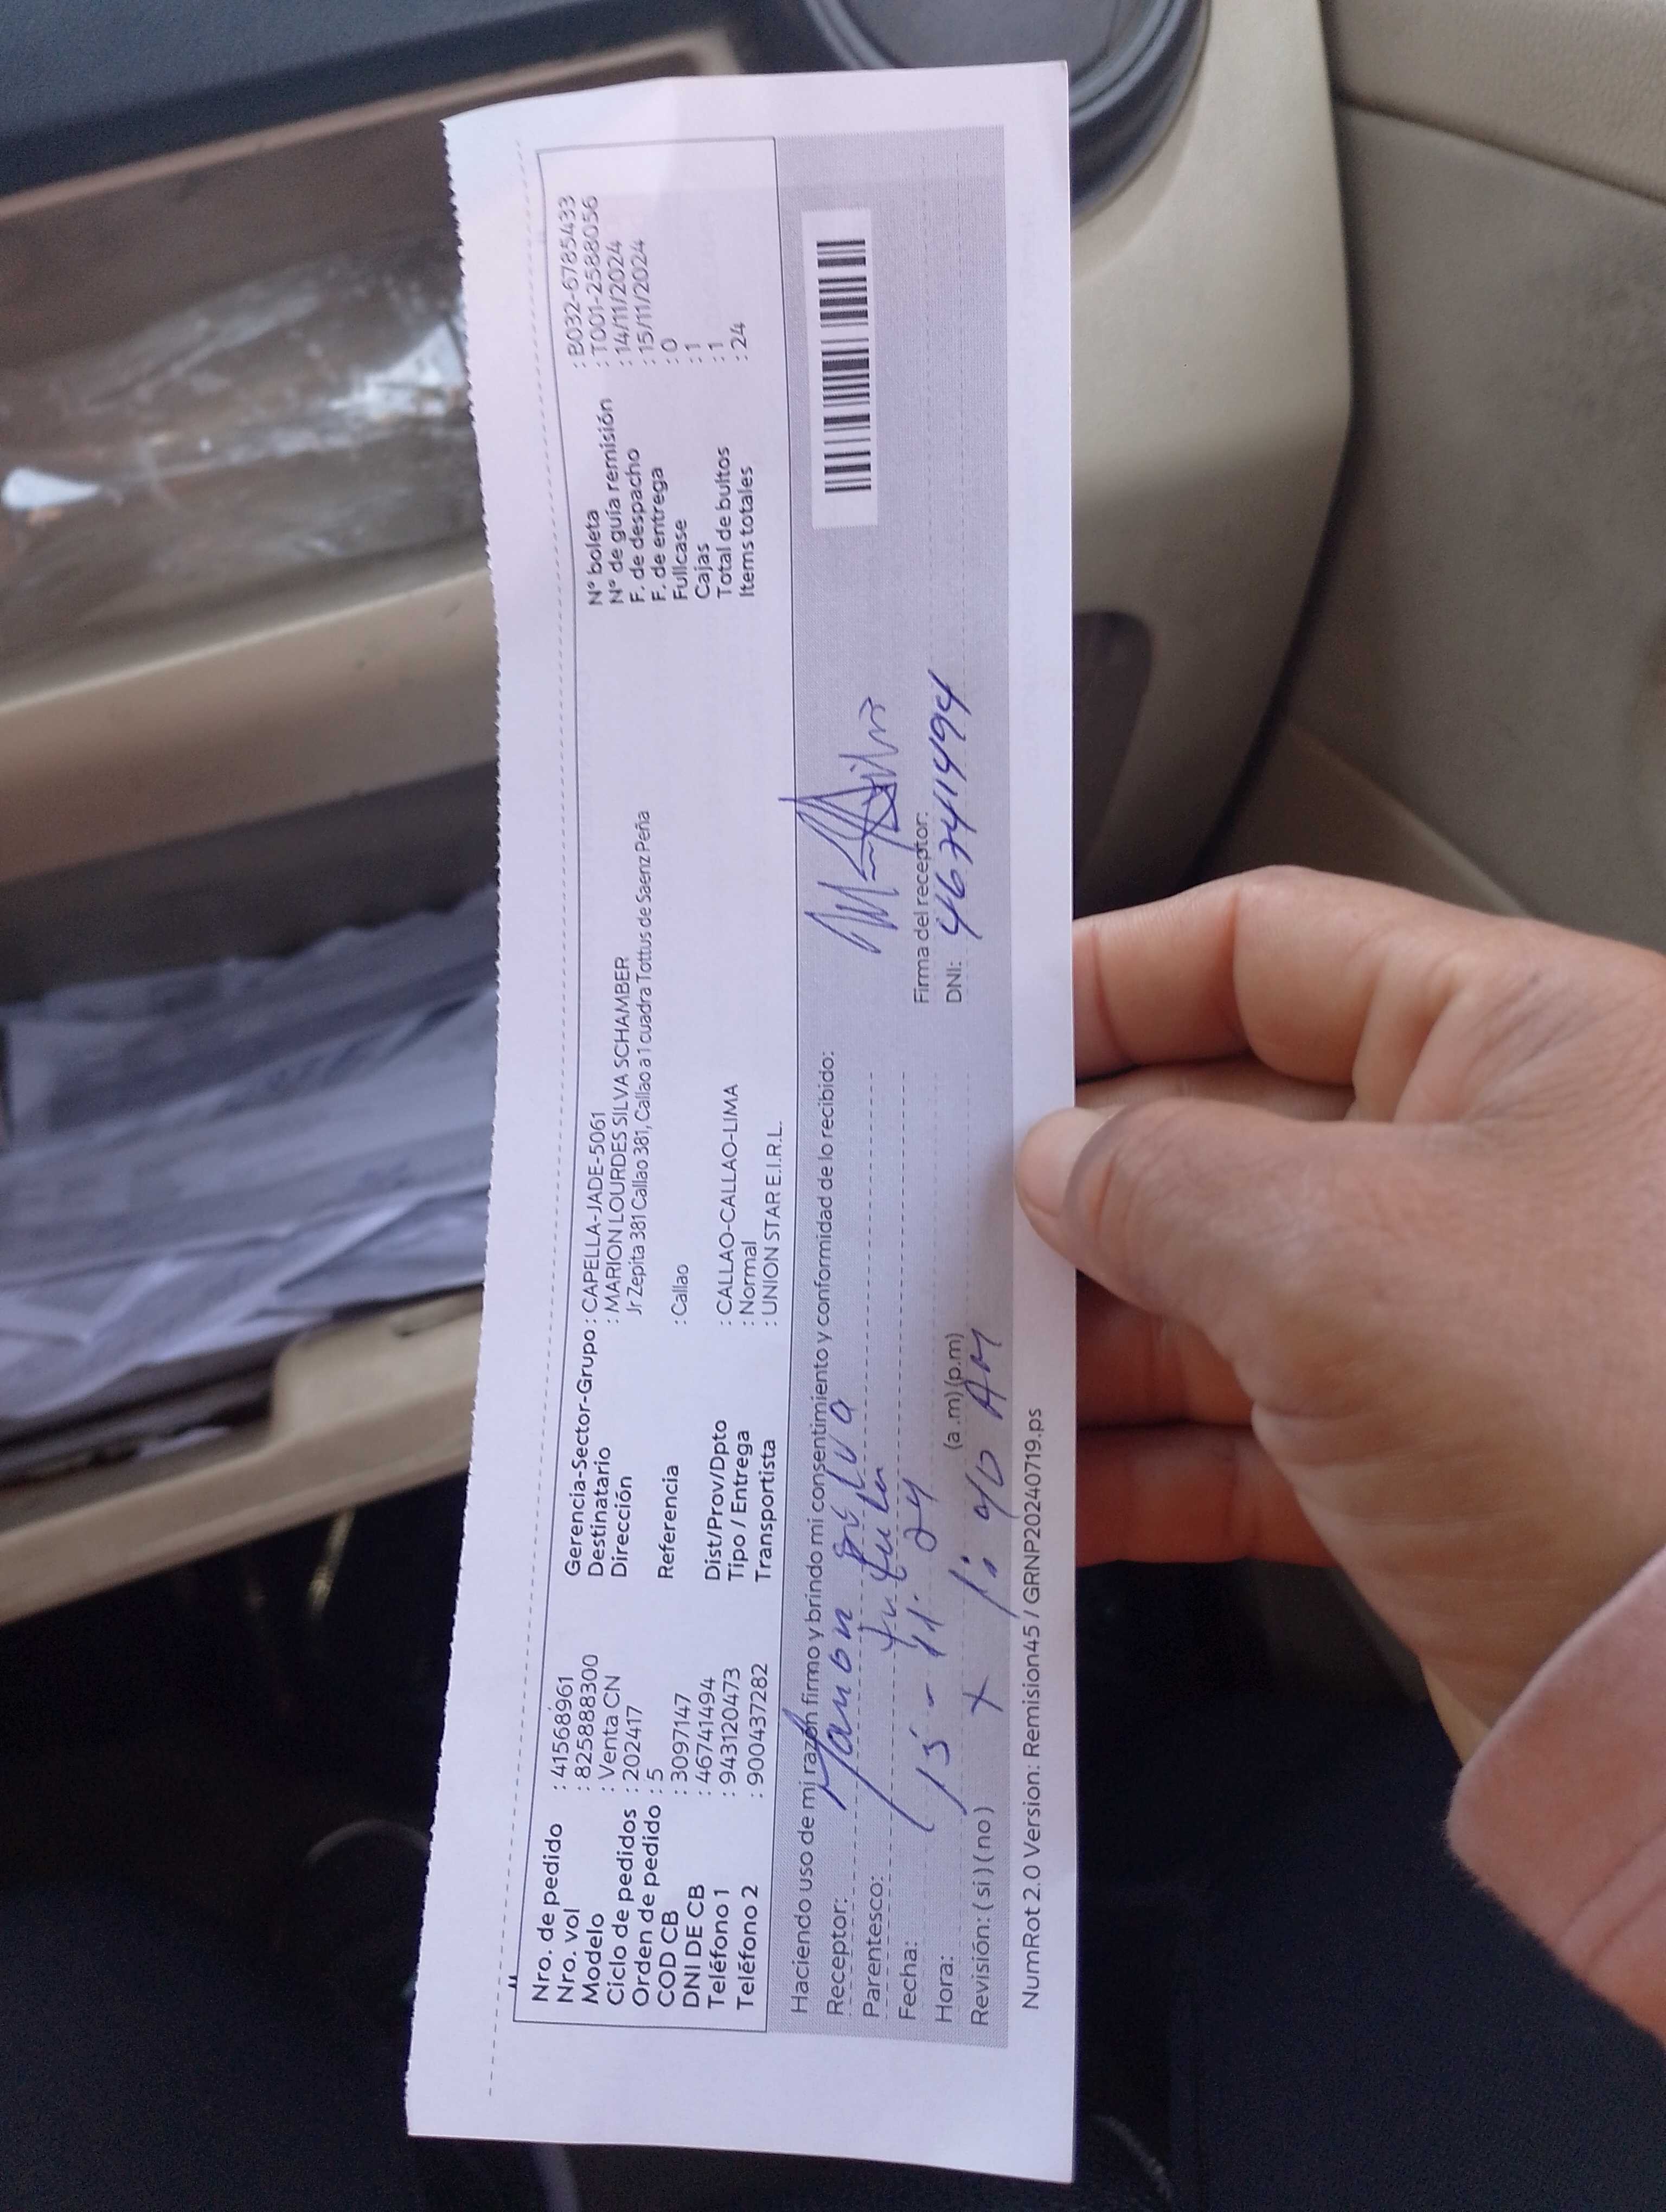 Nro. de pedido : 41568961
Nro. vol : 825888300
Modelo : Venta CN
Ciclo de pedidos : 202417
Orden de pedido : 5
COD CB : 3097147
DNI DE CB : 46741494
Teléfono 1 : 943120473
Teléfono 2 : 900437282
Gerencia-Sector-Grupo : CAPELLA-JADE-5061
Destinatario : MARION LOURDES SILVA SCHAMBER
Dirección Jr Zepita 381 Callao 381, Callao a 1 cuadra Tottus de Saenz Peña
Referencia : Callao
Dist/Prov/Dpto : CALLAO-CALLAO-LIMA
Tipo / Entrega : Normal
Transportista : UNION STAR E.I.R.L.
N° boleta : B032-6785433
N° de guía remisión : T001-2588056
F. de despacho : 14/11/2024
F. de entrega : 15/11/2024
Fullcase : 0
Cajas : 1
Total de bultos : 1
Items totales : 24
Haciendo uso de mi razón firmo y brindo mi consentimiento y conformidad de lo recibido:
Receptor: Marion Silva
Parentesco: titular
Fecha: 15 - 11. 24
Hora: (a .m) (p.m)
Revisión: ( si ) ( no ) x 1: 40 AM
Firma del receptor:
DNI: 46741494
NumRot 2.0 Version: Remision45 / GRNP20240719.ps